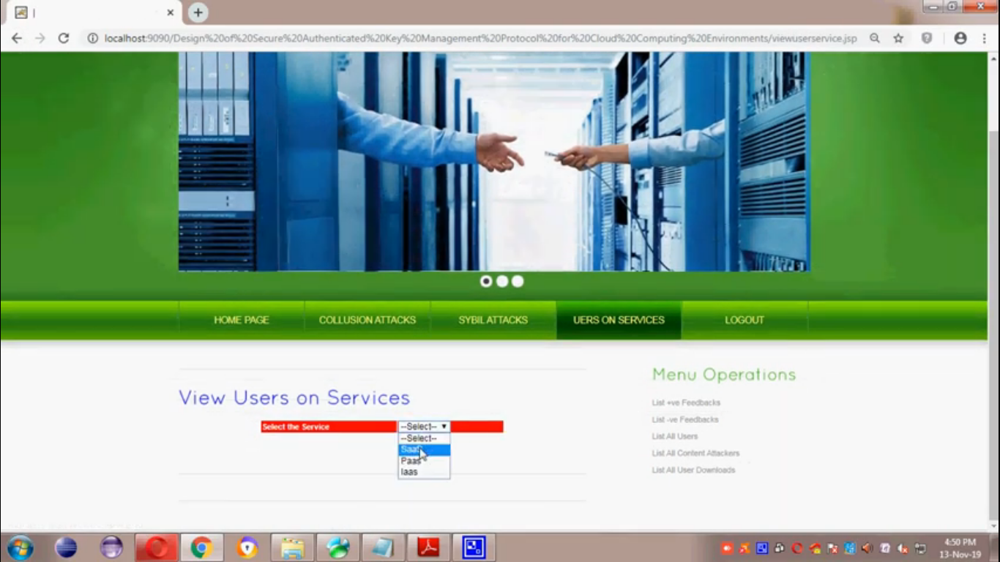 |
localhost:9090/Design%20of%20Secure%20Authenticated%20Key%20Management%20Protocol%20for%20Cloud%20Computing%20Environments/viewuserservice.jsp
HOME PAGE
COLLUSION ATTACKS
SYBIL ATTACKS
UERS ON SERVICES
LOGOUT
View Users on Services
Select the Service
--Select--
--Select--
SaaS
Paas
Iaas
Menu Operations
List +ve Feedbacks
List -ve Feedbacks
List All Users
List All Content Attackers
List All User Downloads
4:50 PM
13-Nov-19